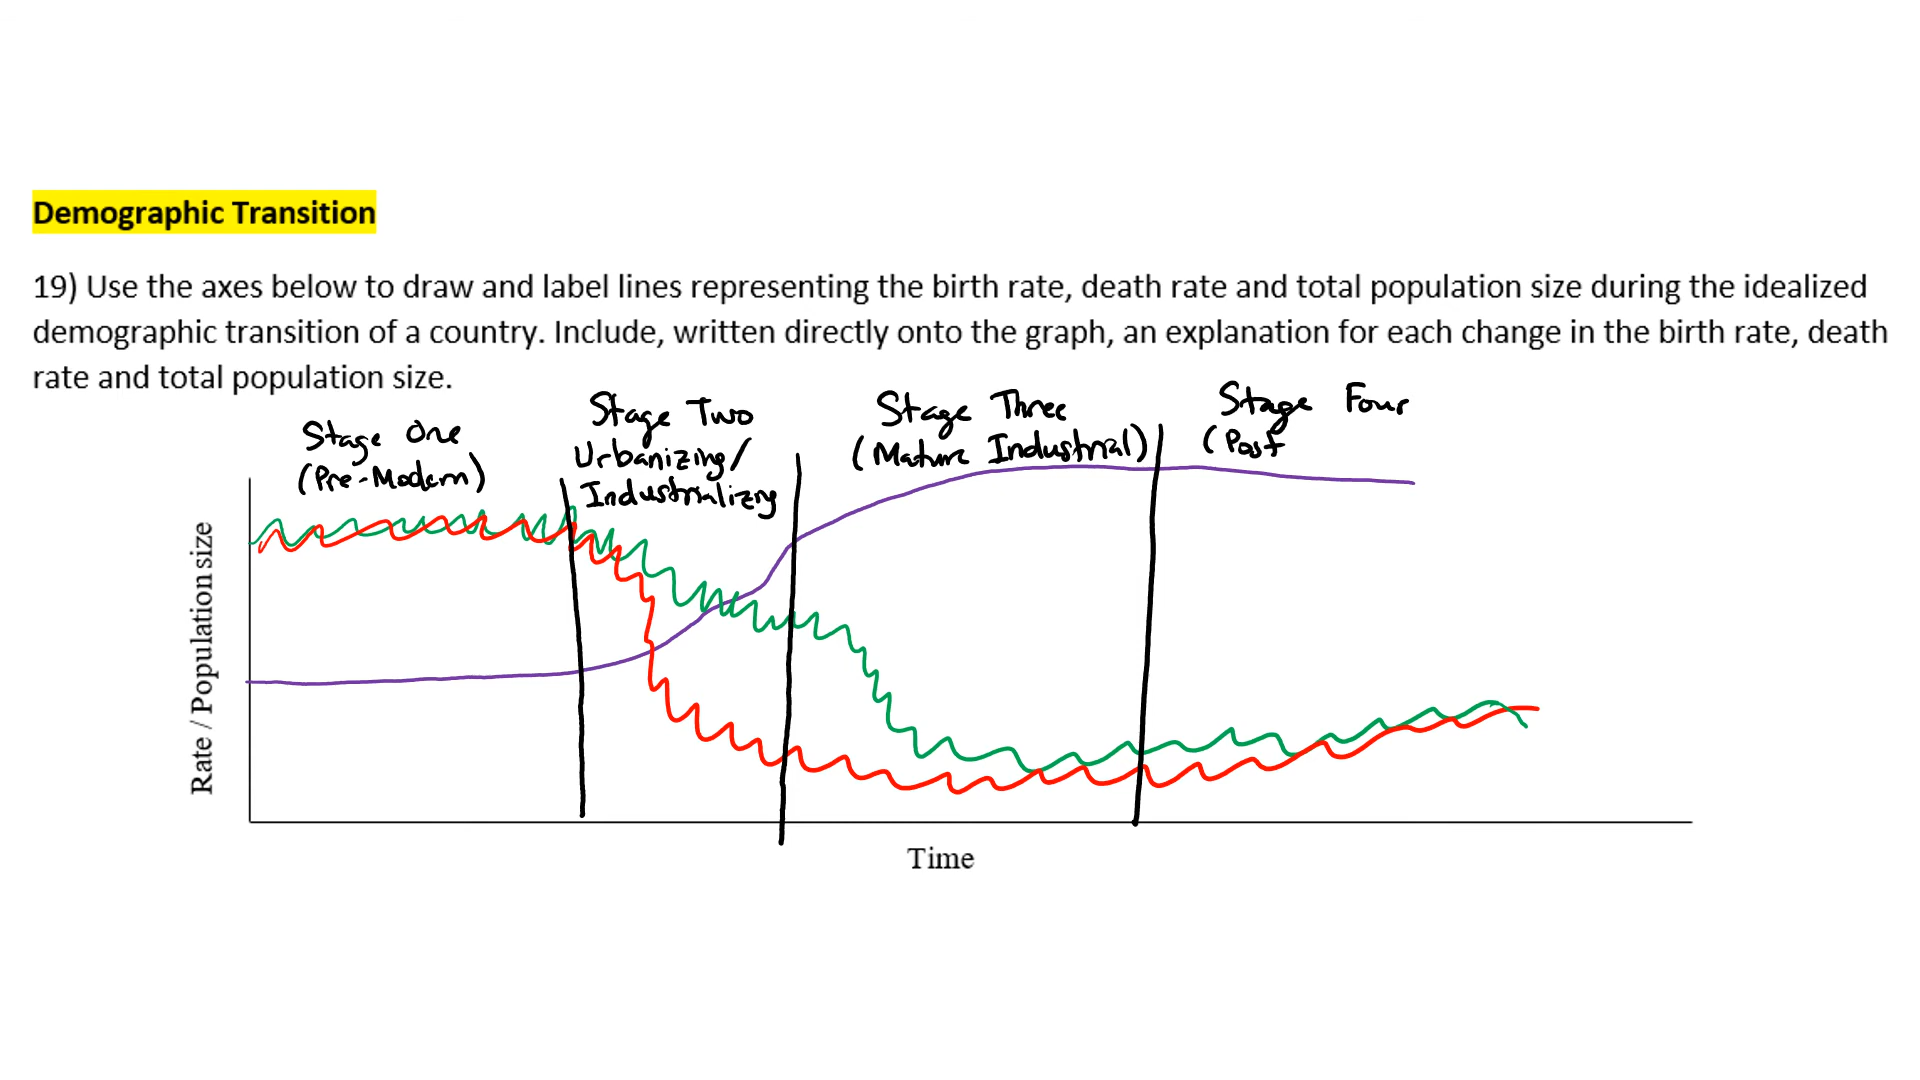 Demographic Transition
19) Use the axes below to draw and label lines representing the birth rate, death rate and total population size during the idealized
demographic transition of a country. Include, written directly onto the graph, an explanation for each change in the birth rate, death
rate and total population size.
Stage One
(Pre-Modern)
Stage Two
Urbanizing/
Industrializing
Stage Three
(Mature Industrial)
Stage Four
(Post
Rate / Population size
Time